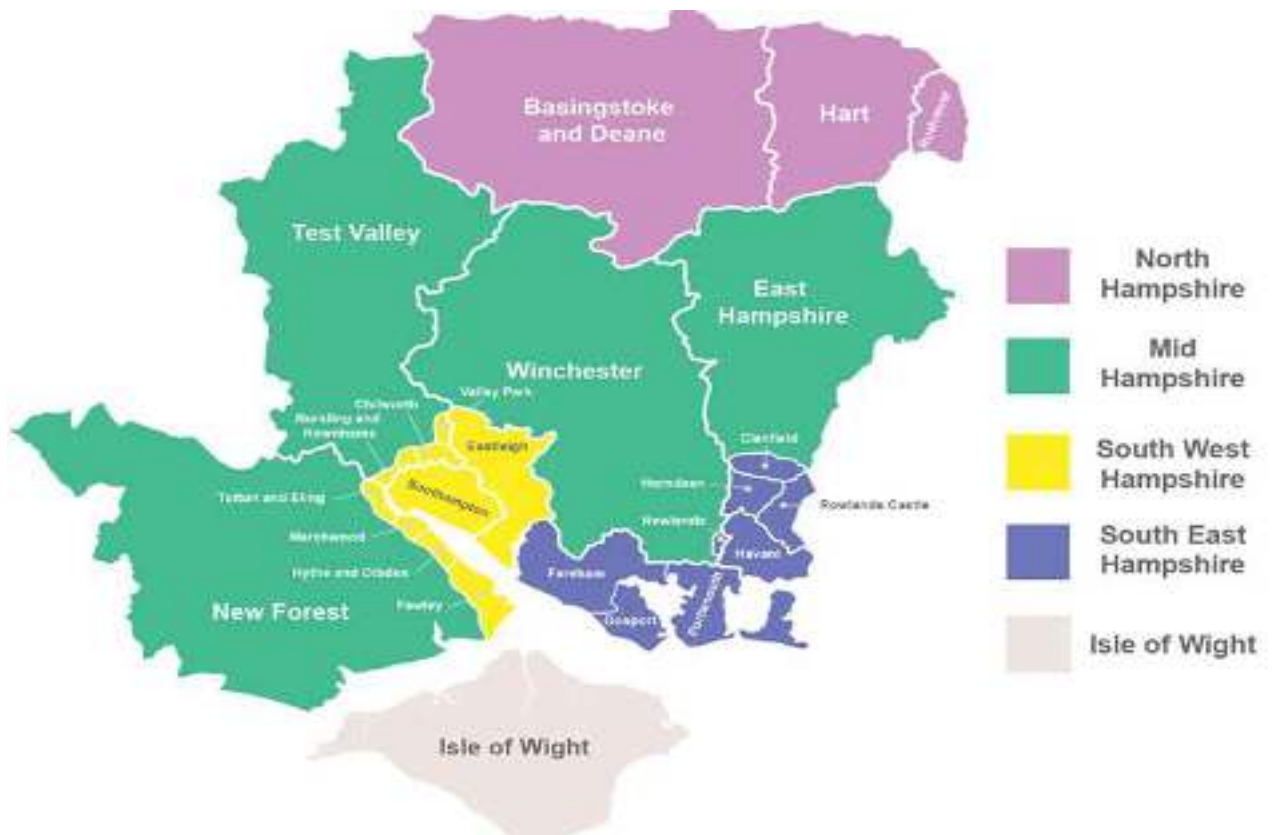 Basingstoke
and Deane
Hart
Rushmoor
Test Valley
East
Hampshire
Winchester
Valley Park
Chilworth
Nursling and
Rownhams
Eastleigh
Southampton
Totton and Eling
Marchwood
Hythe and Dibden
Fawley
New Forest
Clanfield
Horndean
Rowlands Castle
Newlands
Havant
Fareham
Gosport
Portsmouth
Isle of Wight
North
Hampshire
Mid
Hampshire
South West
Hampshire
South East
Hampshire
Isle of Wight